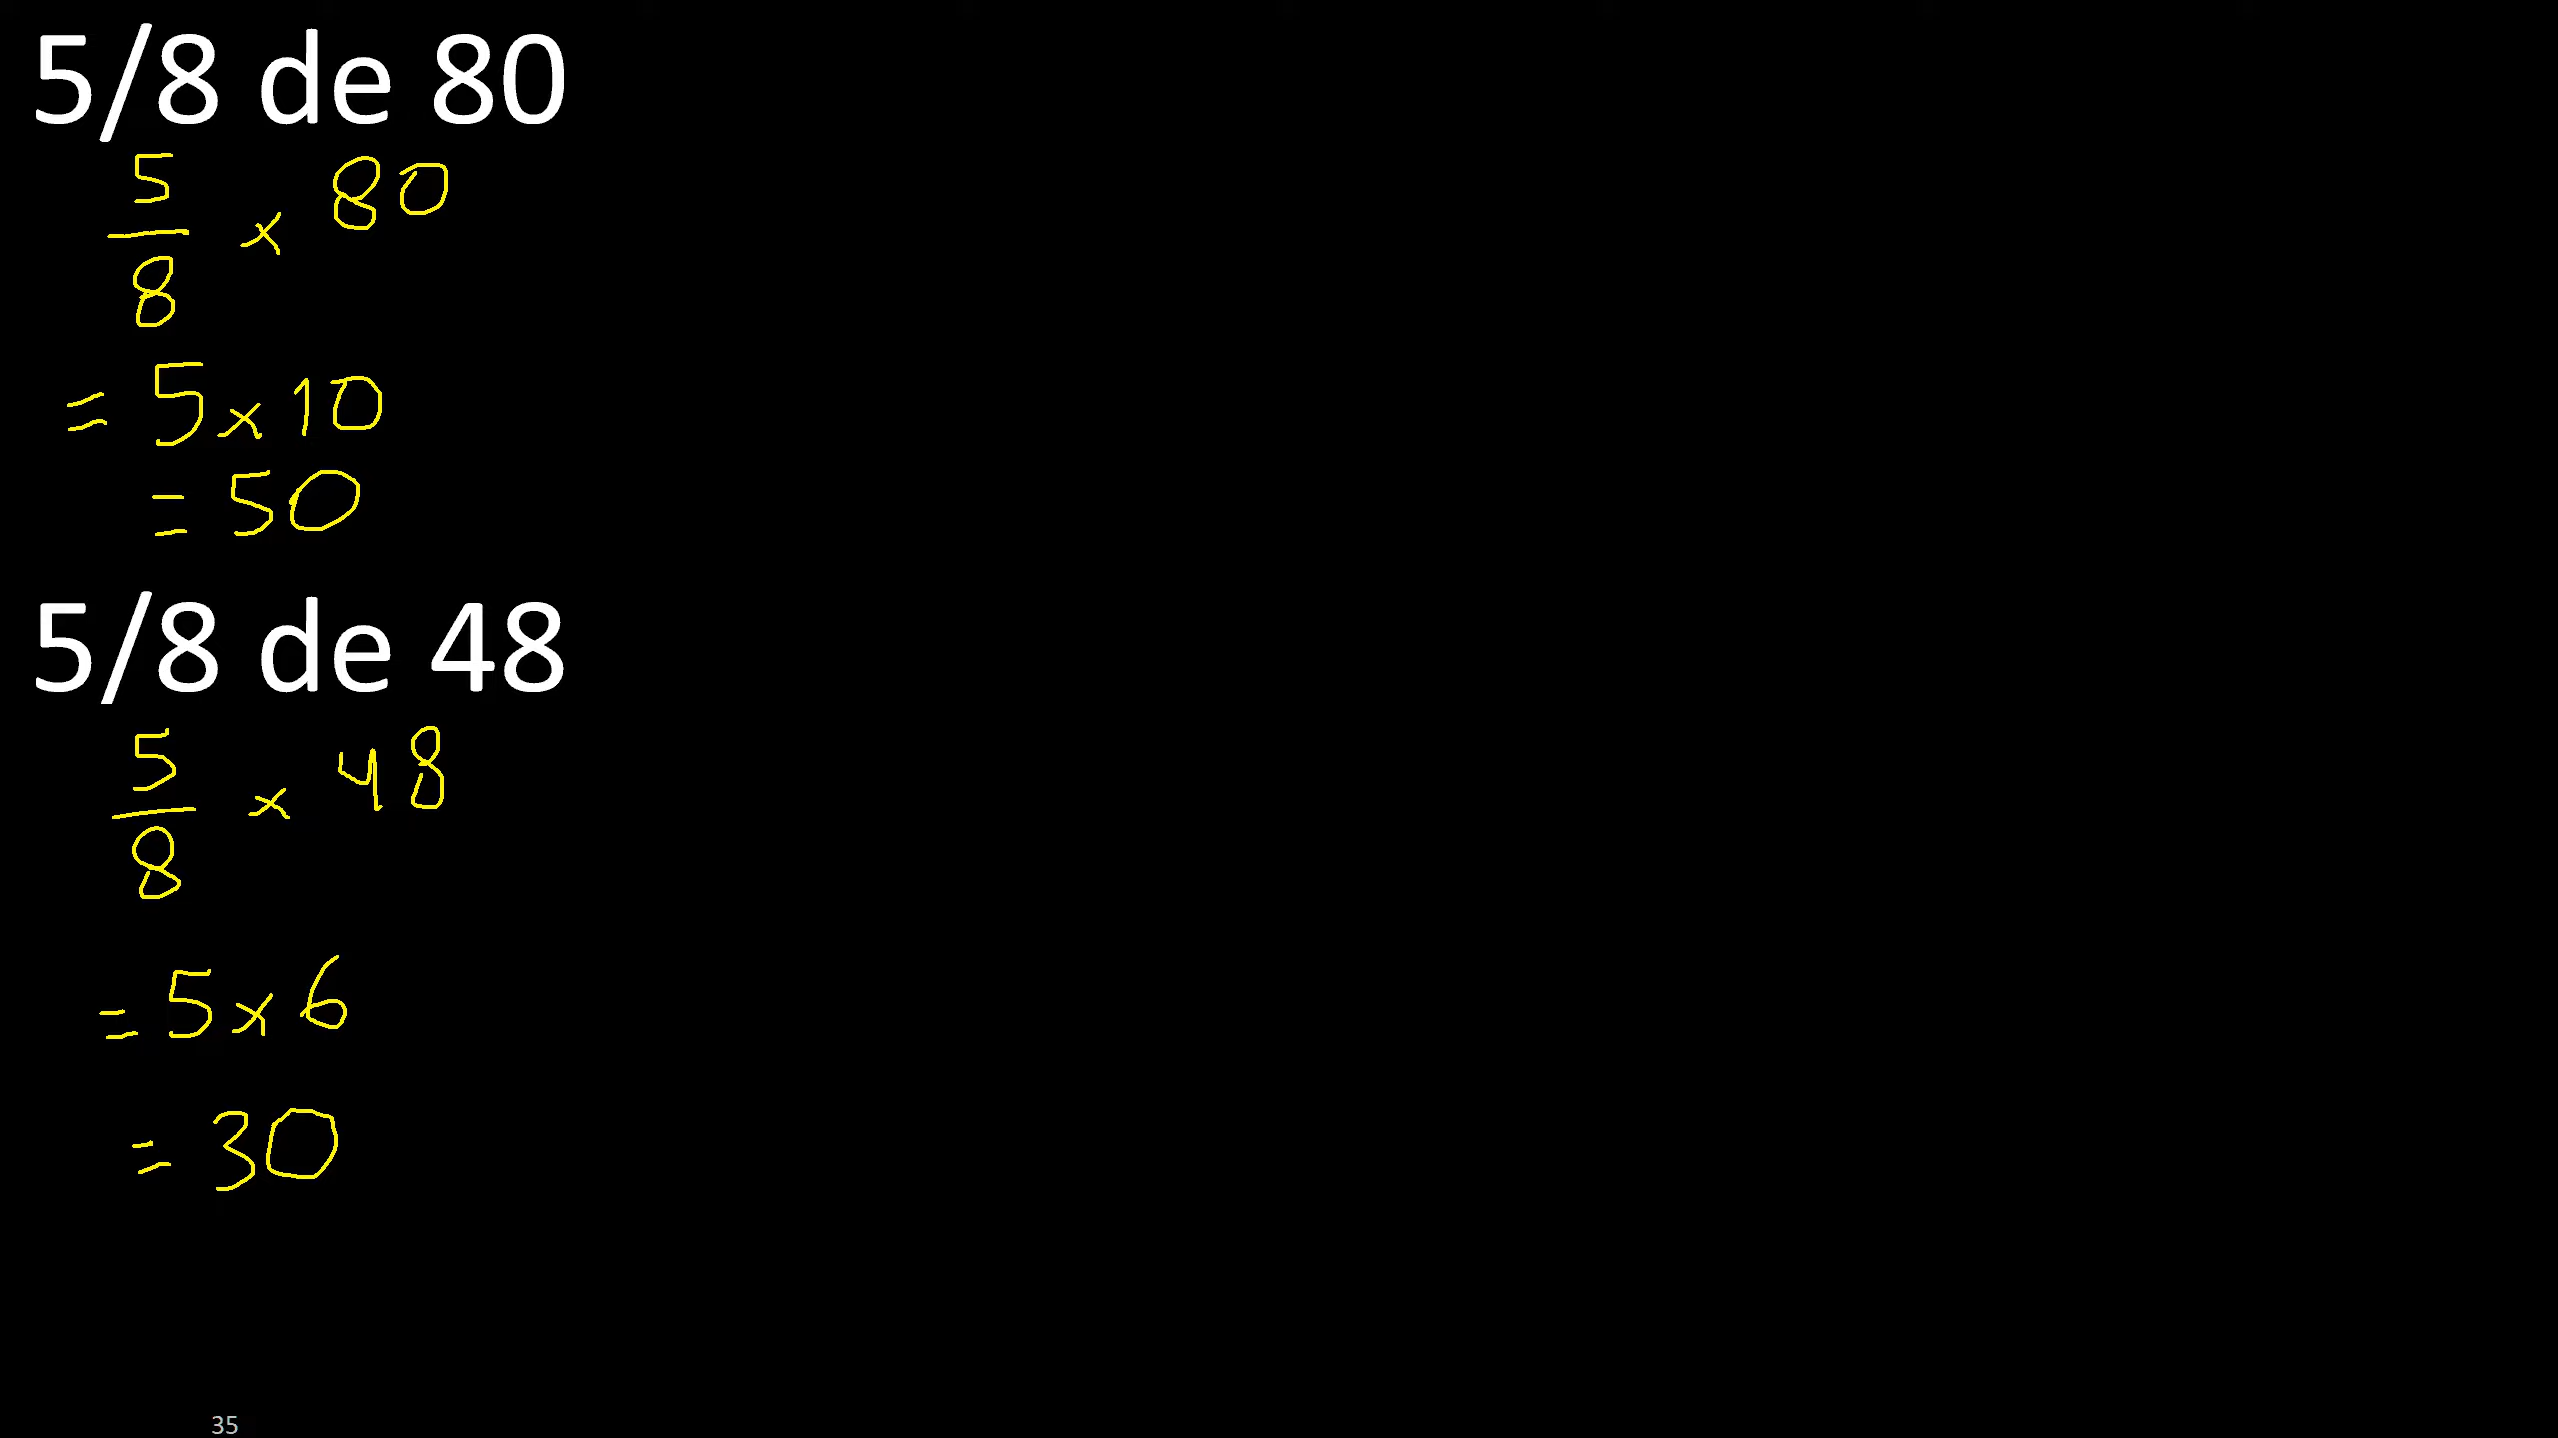 5/8 de 80
5/8 × 80
= 5 × 10
= 50
5/8 de 48
5/8 × 48
= 5 × 6
= 30
35